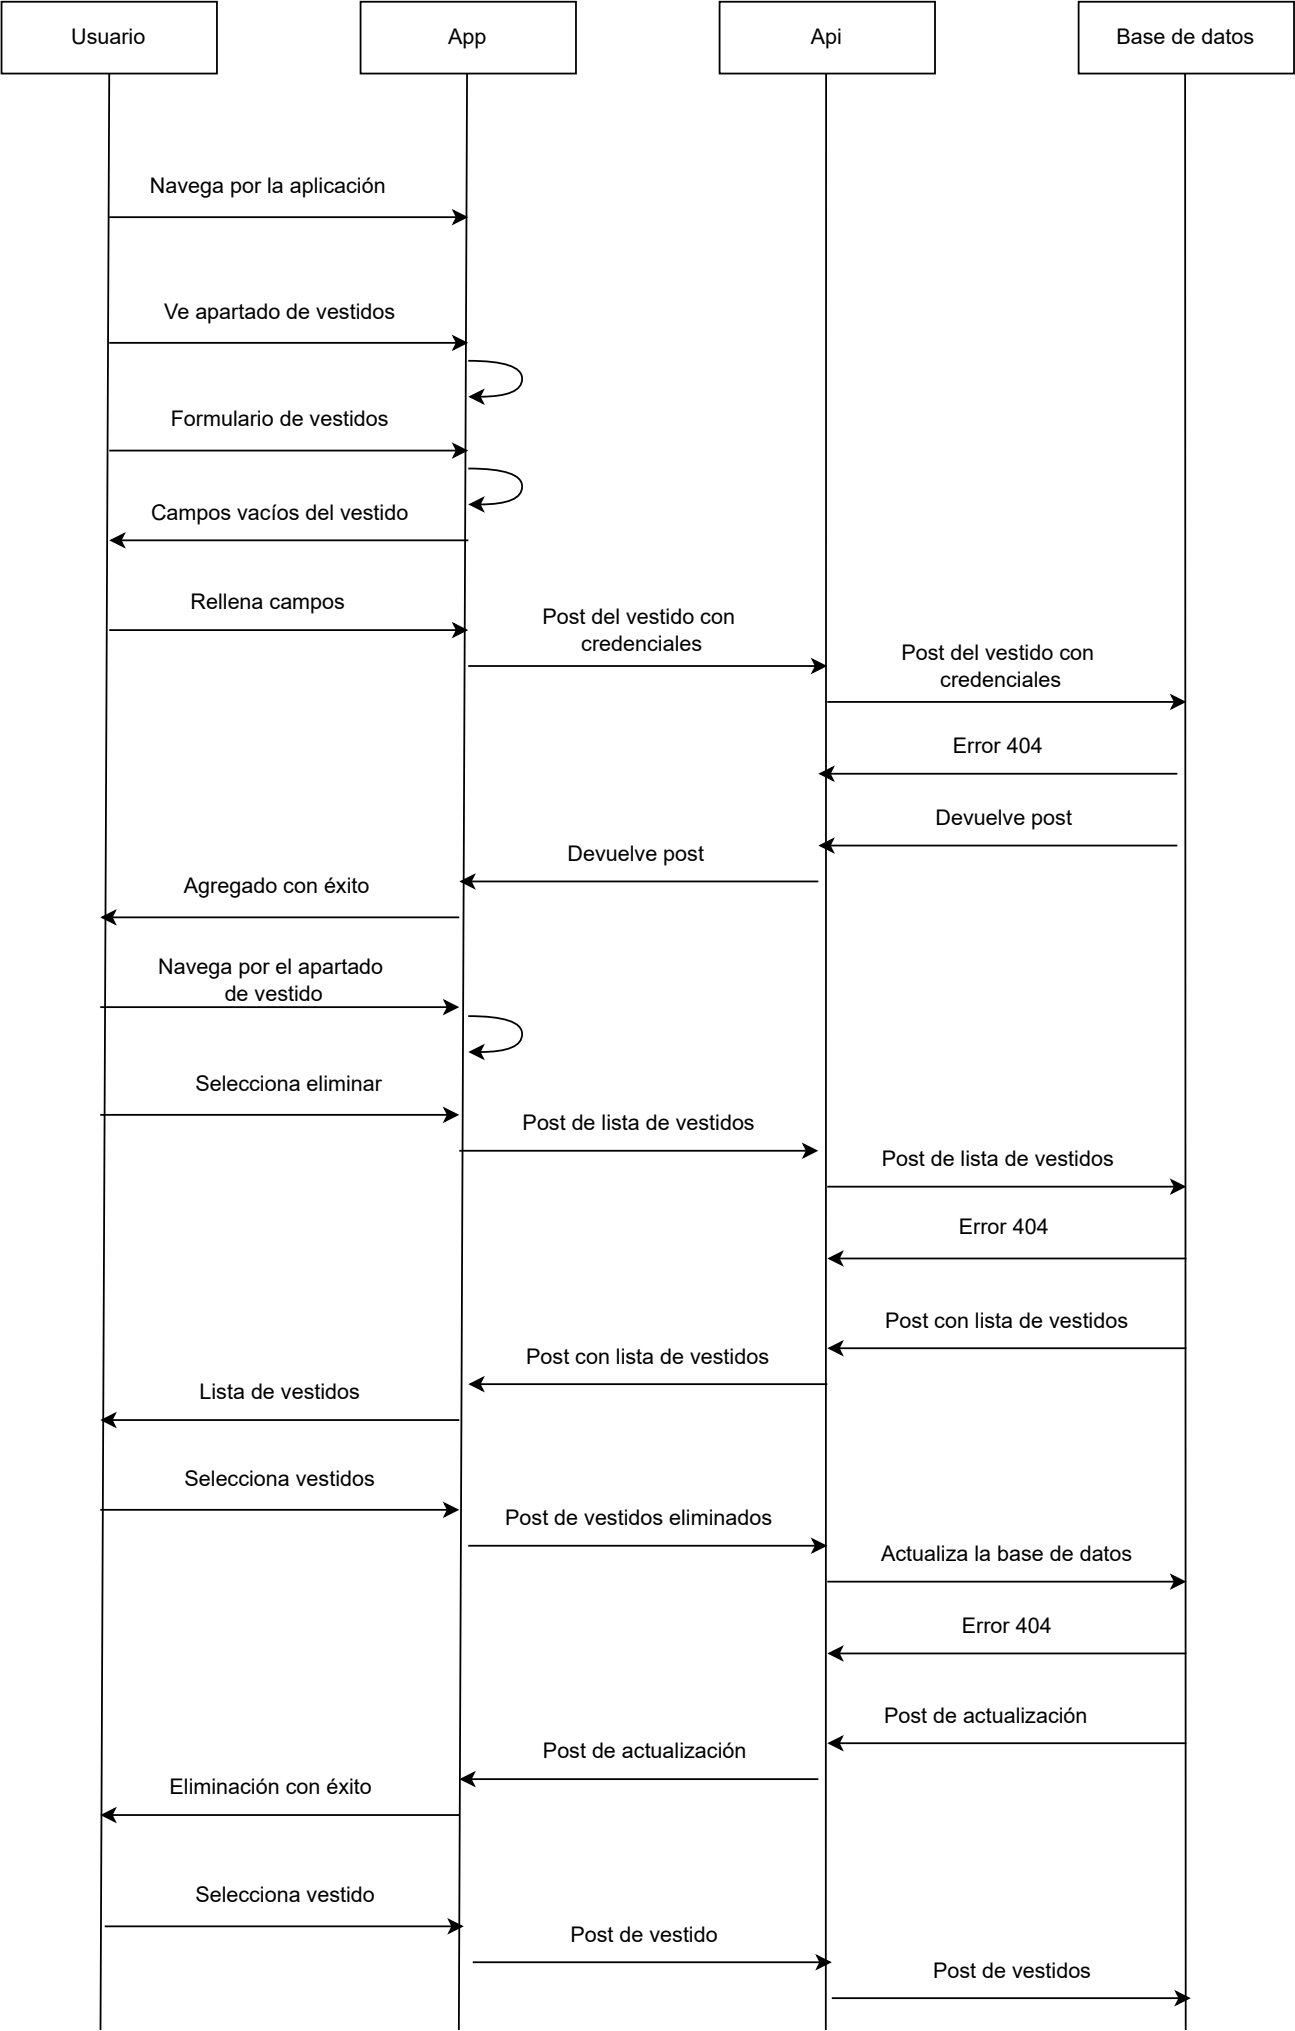 Usuario
App
Api
Base de datos
Navega por la aplicación
Ve apartado de vestidos
Formulario de vestidos
Campos vacíos del vestido
Rellena campos
Post del vestido con
credenciales
Post del vestido con
credenciales
Error 404
Devuelve post
Devuelve post
Agregado con éxito
Navega por el apartado
de vestido
Selecciona eliminar
Post de lista de vestidos
Post de lista de vestidos
Error 404
Post con lista de vestidos
Post con lista de vestidos
Lista de vestidos
Selecciona vestidos
Post de vestidos eliminados
Actualiza la base de datos
Error 404
Post de actualización
Post de actualización
Eliminación con éxito
Selecciona vestido
Post de vestido
Post de vestidos